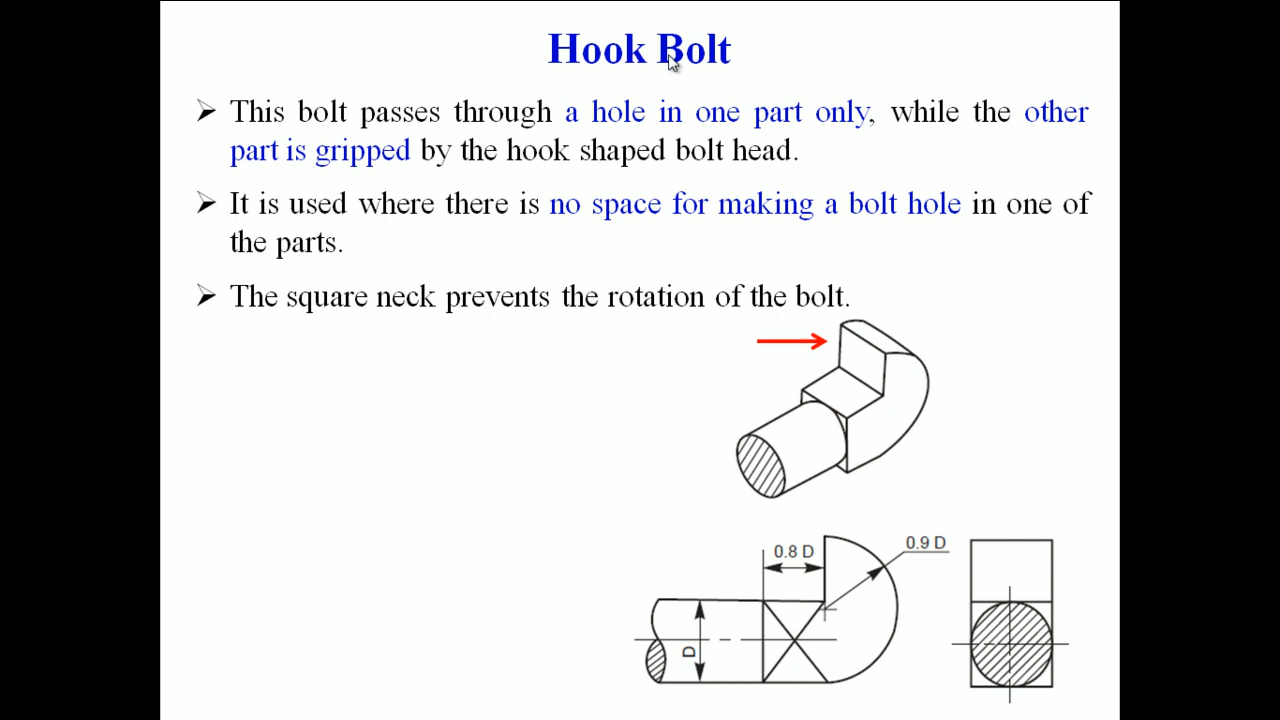 Hook Bolt
➢ This bolt passes through a hole in one part only, while the other
part is gripped by the hook shaped bolt head.
➢ It is used where there is no space for making a bolt hole in one of
the parts.
➢ The square neck prevents the rotation of the bolt.
0.8 D
0.9 D
D